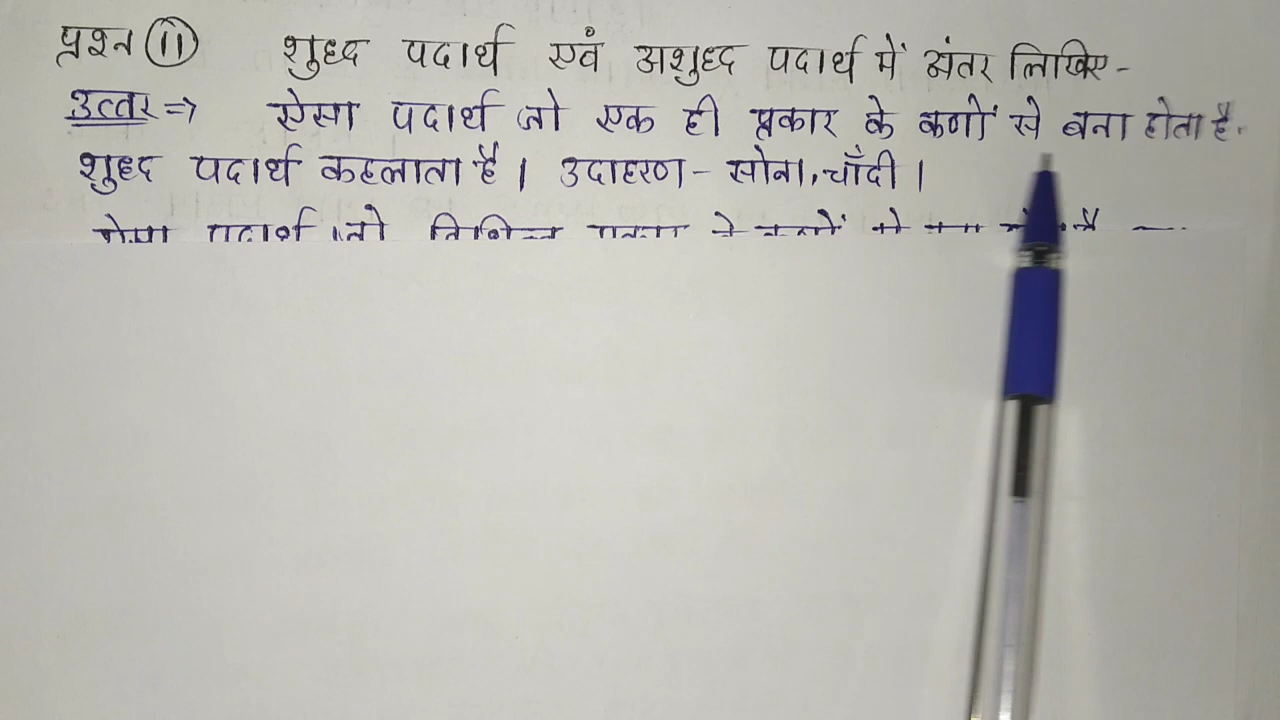 प्रश्न 11 शुद्ध पदार्थ एवं अशुद्ध पदार्थ में अंतर लिखिए -
उत्तर ⇒ ऐसा पदार्थ जो एक ही प्रकार के कणों से बना होता है.
शुद्ध पदार्थ कहलाता है। उदाहरण - सोना, चाँदी।